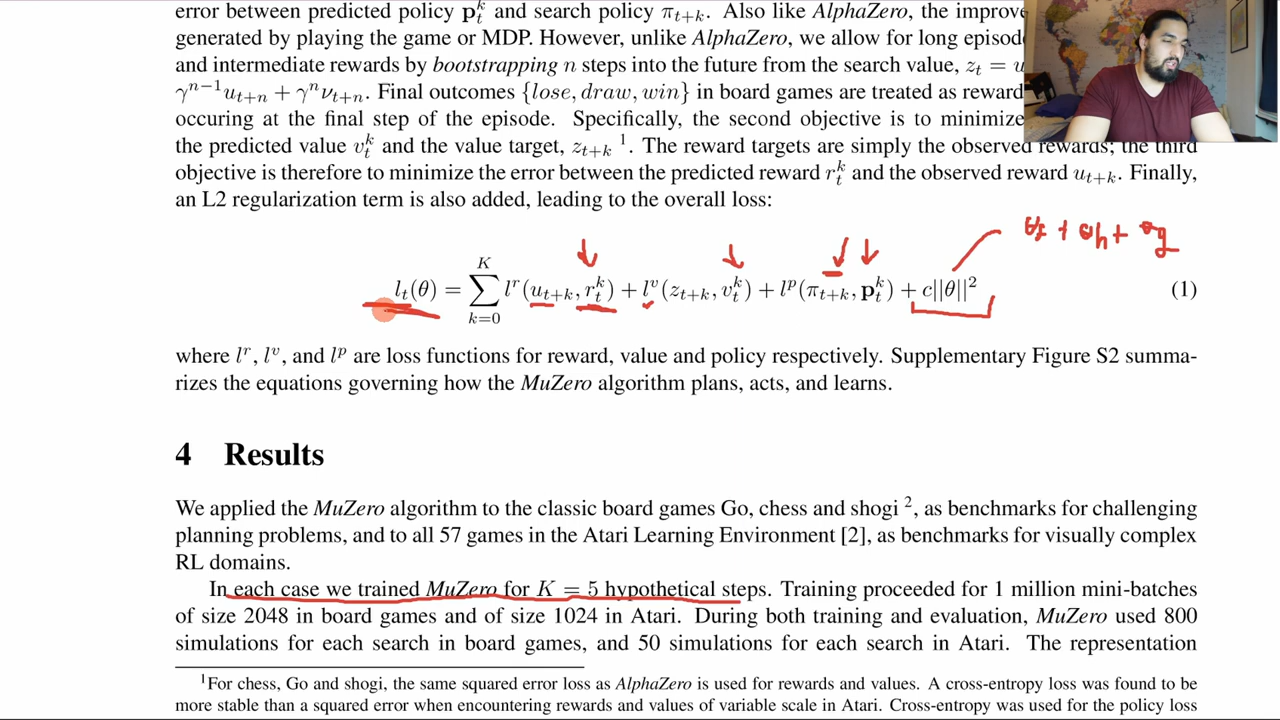 error between predicted policy p_t^k and search policy π_{t+k}. Also like AlphaZero, the improve
generated by playing the game or MDP. However, unlike AlphaZero, we allow for long episod
and intermediate rewards by bootstrapping n steps into the future from the search value, z_t = u
γ^{n−1}u_{t+n} + γ^nν_{t+n}. Final outcomes {lose, draw, win} in board games are treated as reward
occuring at the final step of the episode. Specifically, the second objective is to minimize
the predicted value v_t^k and the value target, z_{t+k} ¹. The reward targets are simply the observed rewards; the third
objective is therefore to minimize the error between the predicted reward r_t^k and the observed reward u_{t+k}. Finally,
an L2 regularization term is also added, leading to the overall loss:
l_t(θ) = ∑_{k=0}^{K} l^r(u_{t+k}, r_t^k) + l^v(z_{t+k}, v_t^k) + l^p(π_{t+k}, p_t^k) + c||θ||² (1)
where l^r, l^v, and l^p are loss functions for reward, value and policy respectively. Supplementary Figure S2 summa-
rizes the equations governing how the MuZero algorithm plans, acts, and learns.
4 Results
We applied the MuZero algorithm to the classic board games Go, chess and shogi ², as benchmarks for challenging
planning problems, and to all 57 games in the Atari Learning Environment [2], as benchmarks for visually complex
RL domains.
In each case we trained MuZero for K = 5 hypothetical steps. Training proceeded for 1 million mini-batches
of size 2048 in board games and of size 1024 in Atari. During both training and evaluation, MuZero used 800
simulations for each search in board games, and 50 simulations for each search in Atari. The representation
¹For chess, Go and shogi, the same squared error loss as AlphaZero is used for rewards and values. A cross-entropy loss was found to be
more stable than a squared error when encountering rewards and values of variable scale in Atari. Cross-entropy was used for the policy loss